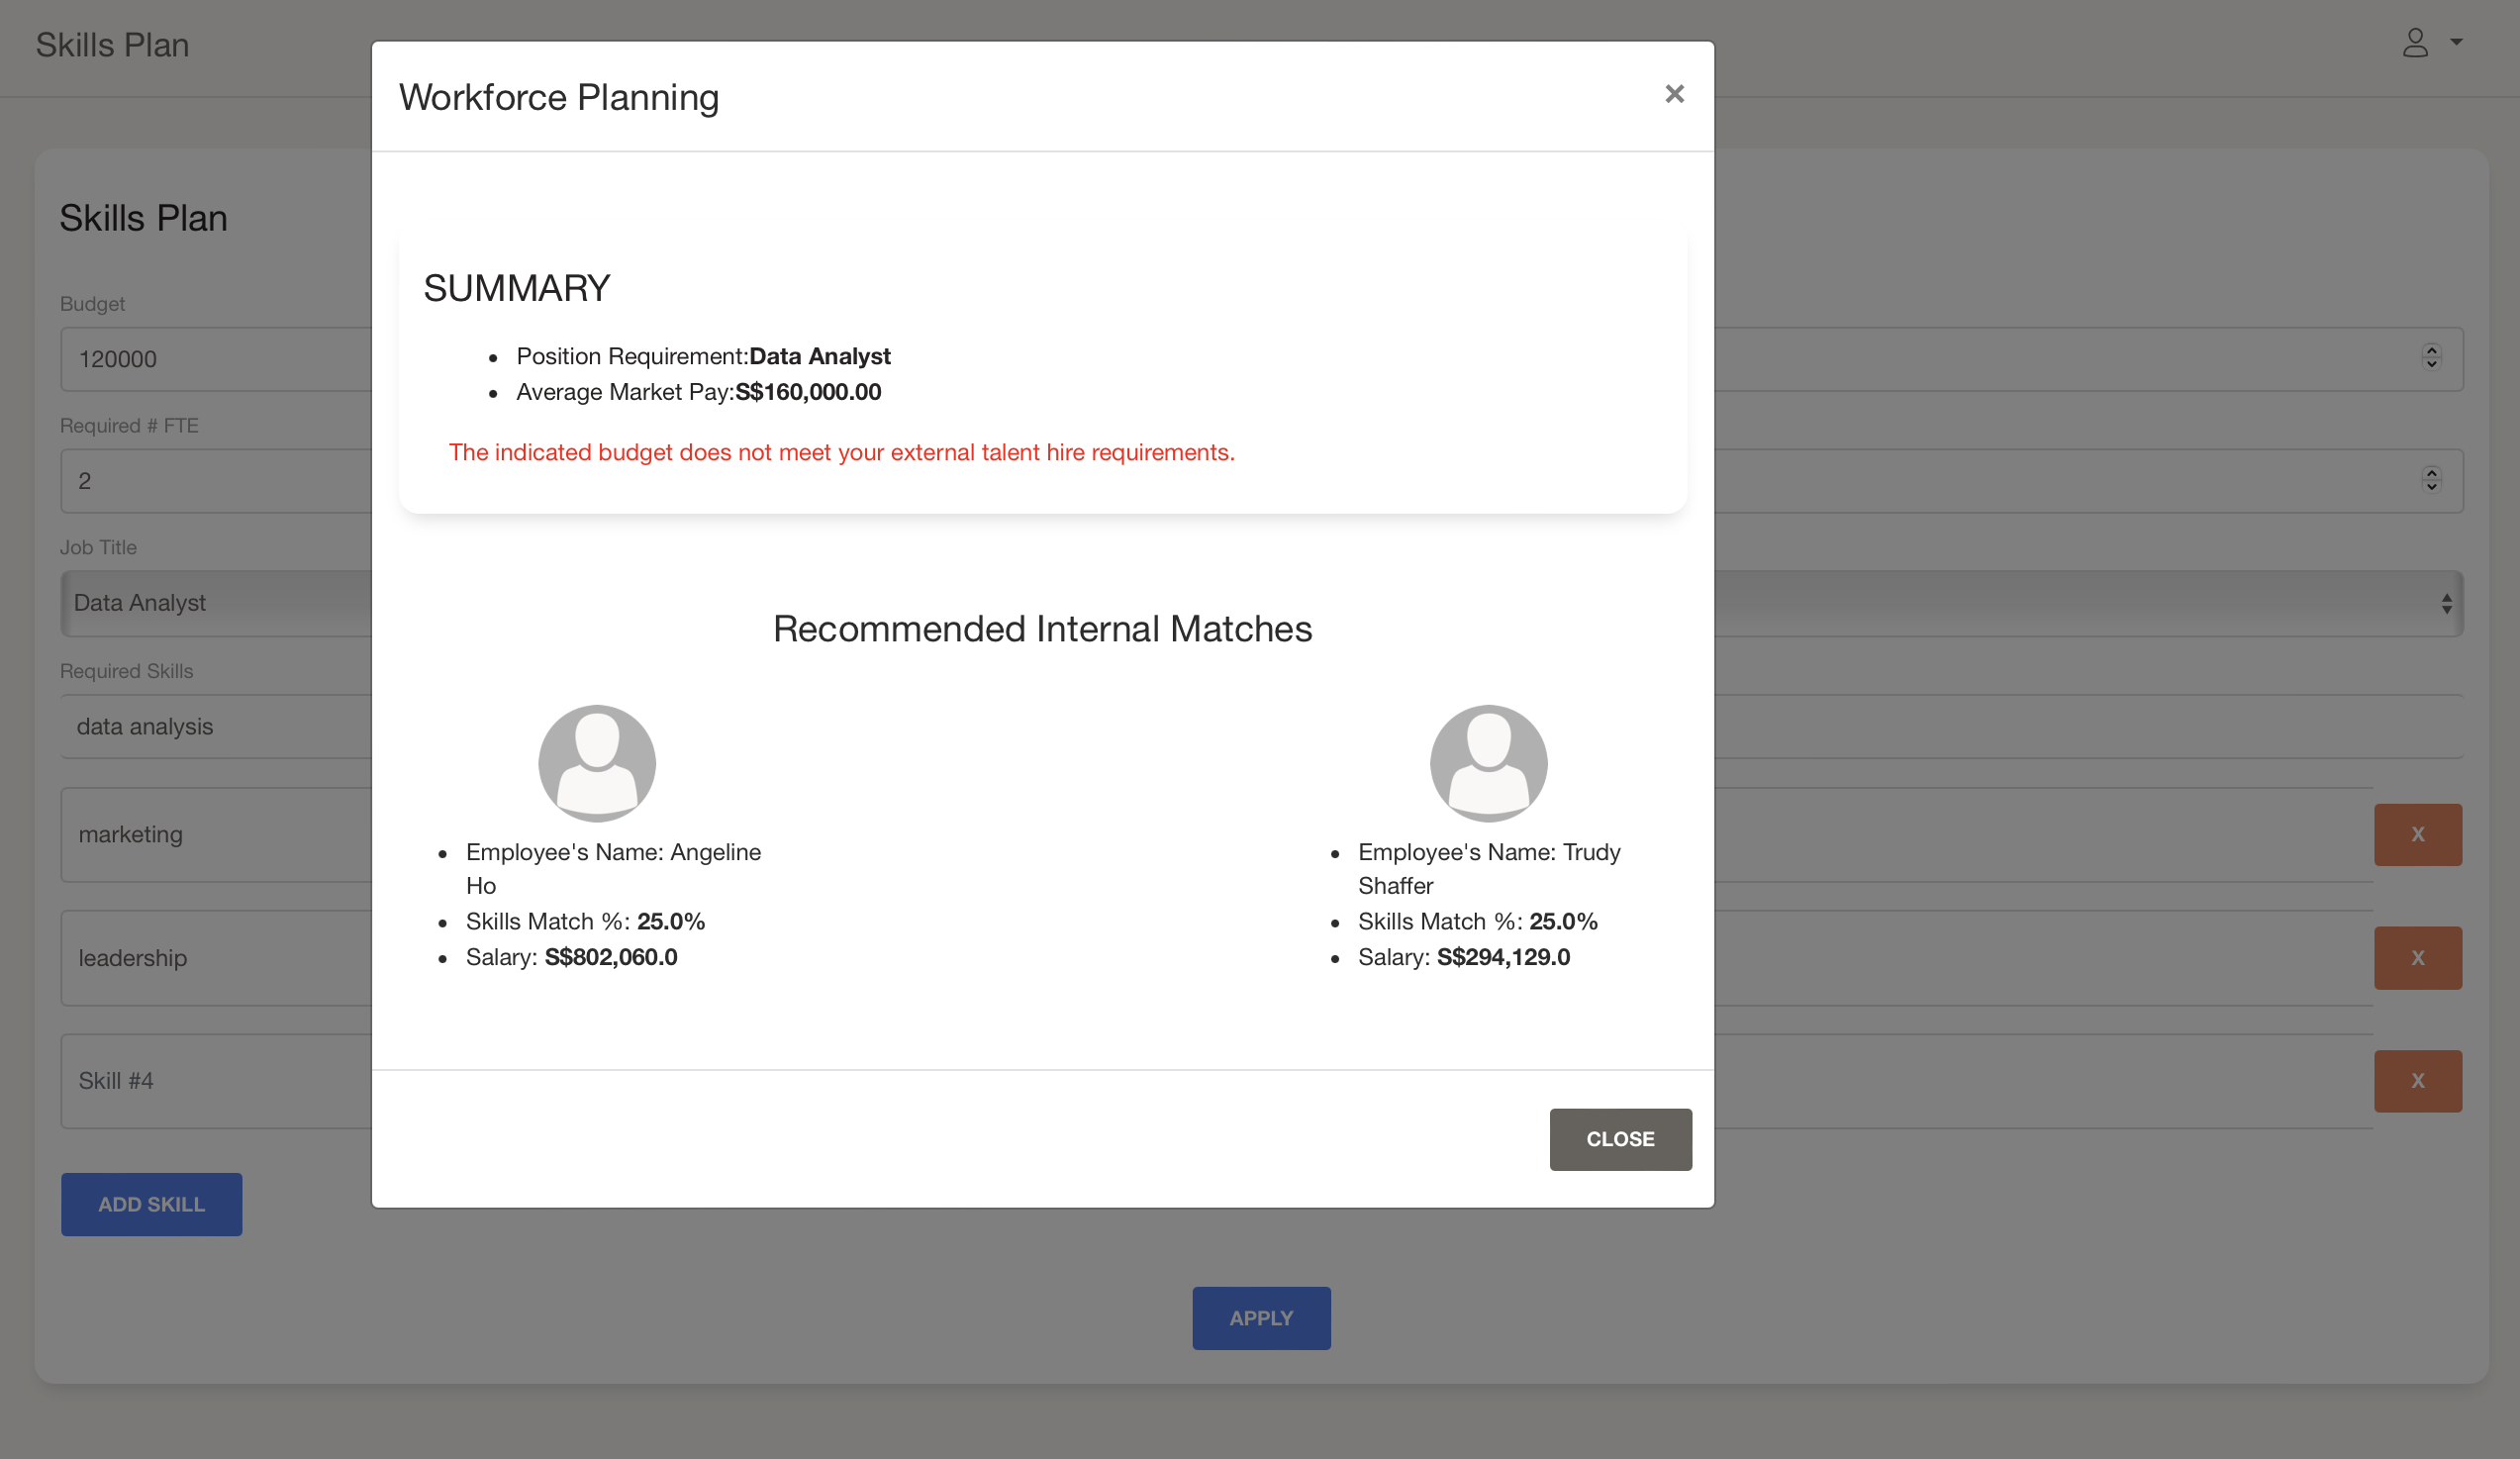 Skills Plan
Workforce Planning
×
Skills Plan
SUMMARY
Budget
120000
Position Requirement:Data Analyst
Average Market Pay:S$160,000.00
Required # FTE
The indicated budget does not meet your external talent hire requirements.
2
Job Title
Data Analyst
Recommended Internal Matches
Required Skills
data analysis
marketing
X
leadership
X
Skill #4
X
Employee's Name: Angeline
Ho
Skills Match %: 25.0%
Salary: S$802,060.0
Employee's Name: Trudy
Shaffer
Skills Match %: 25.0%
Salary: S$294,129.0
CLOSE
ADD SKILL
APPLY